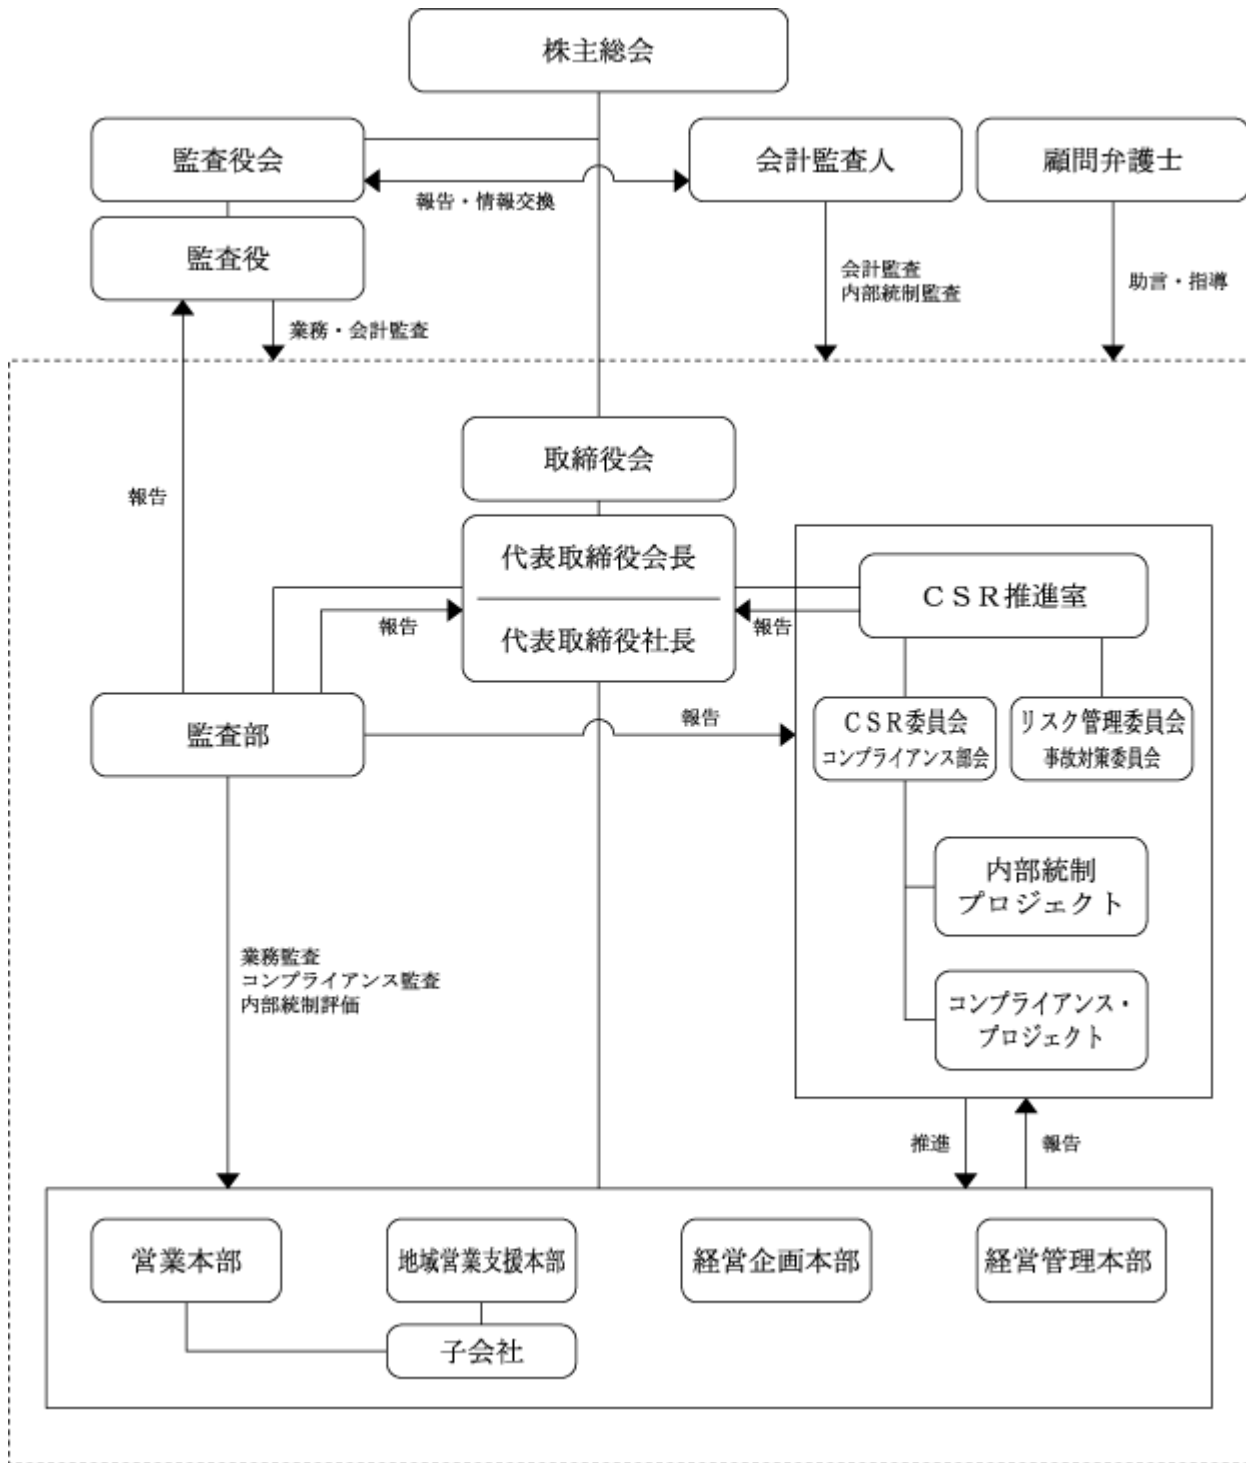 株主総会
監査役会
会計監査人
顧問弁護士
報告・情報交換
監査役
会計監査
内部統制監査
助言・指導
業務・会計監査
取締役会
報告
代表取締役会長
代表取締役社長
報告
報告
ＣＳＲ推進室
監査部
報告
ＣＳＲ委員会
コンプライアンス部会
リスク管理委員会
事故対策委員会
内部統制
プロジェクト
業務監査
コンプライアンス監査
内部統制評価
コンプライアンス・
プロジェクト
推進
報告
営業本部
地域営業支援本部
経営企画本部
経営管理本部
子会社